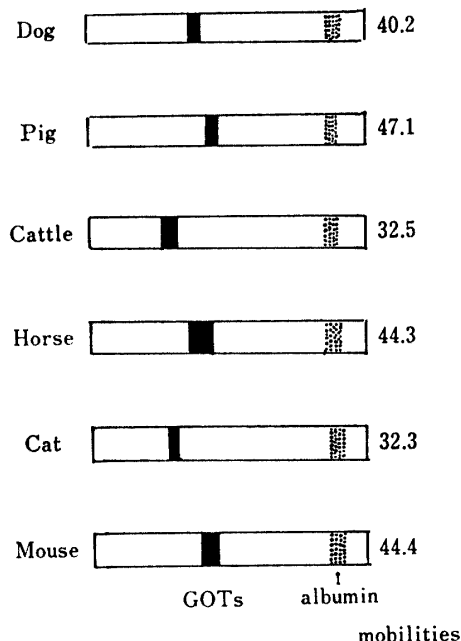 Dog 40.2
Pig 47.1
Cattle 32.5
Horse 44.3
Cat 32.3
Mouse 44.4
GOTs albumin
mobilities